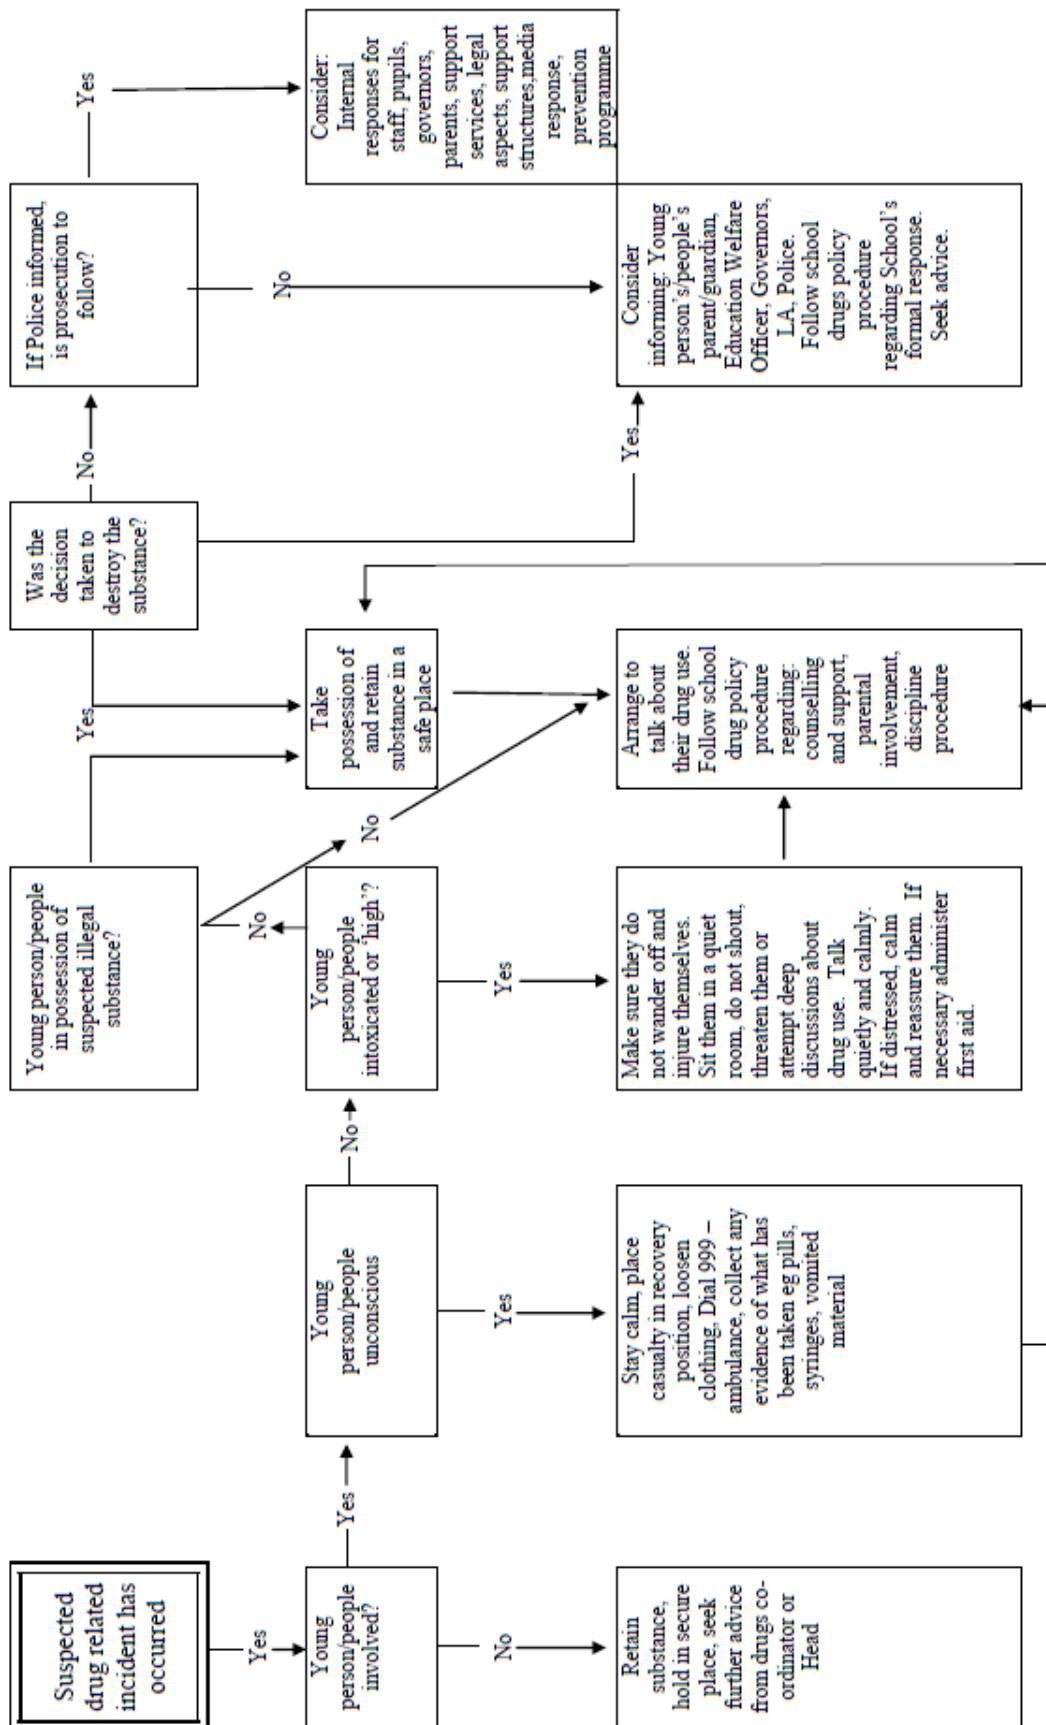 Suspected
drug related
incident has
occurred
Yes
Young
person/people
involved?
No
Retain
substance,
hold in secure
place, seek
further advice
from drugs co-
ordinator or
Head
Yes
Young
person/people
unconscious
Yes
Stay calm, place
casualty in recovery
position, loosen
clothing, Dial 999 –
ambulance, collect any
evidence of what has
been taken eg pills,
syringes, vomited
material
No
Young
person/people
intoxicated or ‘high’?
Yes
Make sure they do
not wander off and
injure themselves.
Sit them in a quiet
room, do not shout,
threaten them or
attempt deep
discussions about
drug use. Talk
quietly and calmly.
If distressed, calm
and reassure them. If
necessary administer
first aid.
No
Young person/people
in possession of
suspected illegal
substance?
No
Yes
Take
possession of
and retain
substance in a
safe place
Arrange to
talk about
their drug use.
Follow school
drug policy
procedure
regarding:
counselling
and support,
parental
involvement,
discipline
procedure
Was the
decision
taken to
destroy the
substance?
No
Yes
If Police informed,
is prosecution to
follow?
No
Yes
Consider
informing: Young
person’s/people’s
parent/guardian,
Education Welfare
Officer, Governors,
LA, Police.
Follow school
drugs policy
procedure
regarding School’s
formal response.
Seek advice.
Consider:
Internal
responses for
staff, pupils,
governors,
parents, support
services, legal
aspects, support
structures,media
response,
prevention
programme